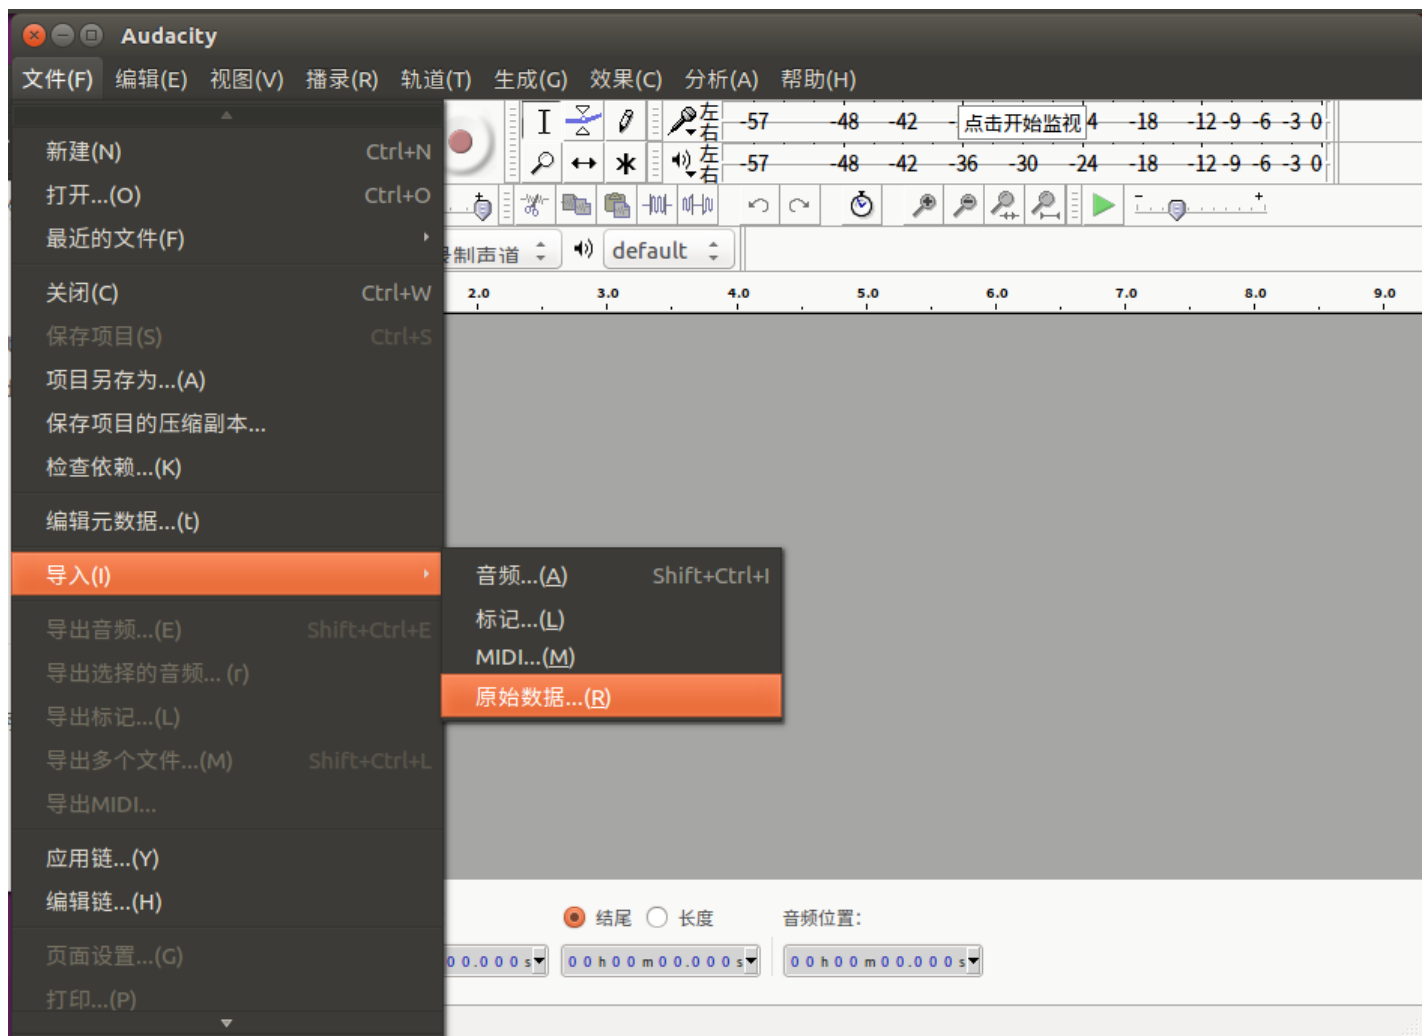 Audacity
文件(F) 编辑(E) 视图(V) 播录(R) 轨道(T) 生成(G) 效果(C) 分析(A) 帮助(H)
左 -57 -48 -42 - 点击开始监视 4 -18 -12 -9 -6 -3 0
右
左 -57 -48 -42 -36 -30 -24 -18 -12 -9 -6 -3 0
右
制声道 default
2.0 3.0 4.0 5.0 6.0 7.0 8.0 9.0
新建(N) Ctrl+N
打开...(O) Ctrl+O
最近的文件(F)
关闭(C) Ctrl+W
保存项目(S) Ctrl+S
项目另存为...(A)
保存项目的压缩副本...
检查依赖...(K)
编辑元数据...(t)
导入(I)
导出音频...(E) Shift+Ctrl+E
导出选择的音频... (r)
导出标记...(L)
导出多个文件...(M) Shift+Ctrl+L
导出MIDI...
应用链...(Y)
编辑链...(H)
页面设置...(G)
打印...(P)
音频...(A) Shift+Ctrl+I
标记...(L)
MIDI...(M)
原始数据...(R)
结尾 长度 音频位置:
00.000s 00h00m00.000s 00h00m00.000s